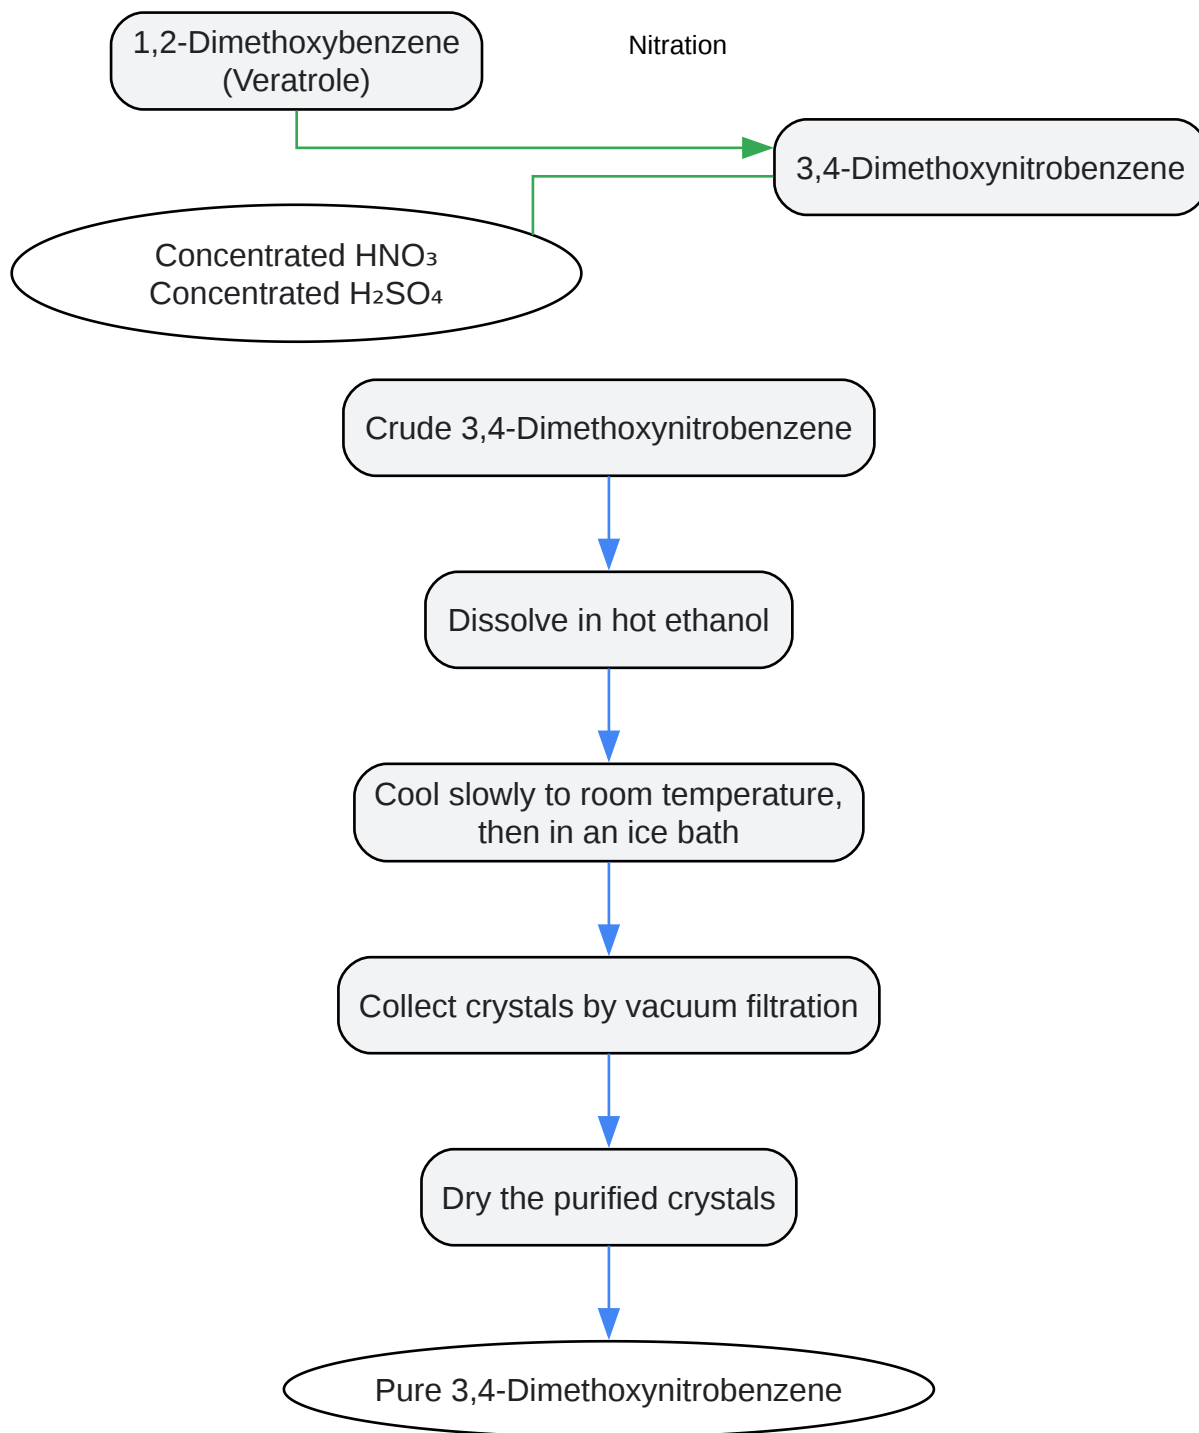 1,2-Dimethoxybenzene
(Veratrole)
Nitration
3,4-Dimethoxynitrobenzene
Concentrated HNO₃
Concentrated H₂SO₄
Crude 3,4-Dimethoxynitrobenzene
Dissolve in hot ethanol
Cool slowly to room temperature,
then in an ice bath
Collect crystals by vacuum filtration
Dry the purified crystals
Pure 3,4-Dimethoxynitrobenzene